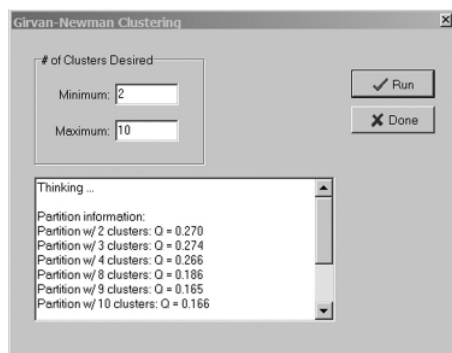 Girvan-Newman Clustering
# of Clusters Desired
Minimum: 2
Maximum: 10
Run
Done
Thinking ...
Partition information:
Partition w/ 2 clusters: Q = 0.270
Partition w/ 3 clusters: Q = 0.274
Partition w/ 4 clusters: Q = 0.266
Partition w/ 8 clusters: Q = 0.186
Partition w/ 9 clusters: Q = 0.165
Partition w/ 10 clusters: Q = 0.166